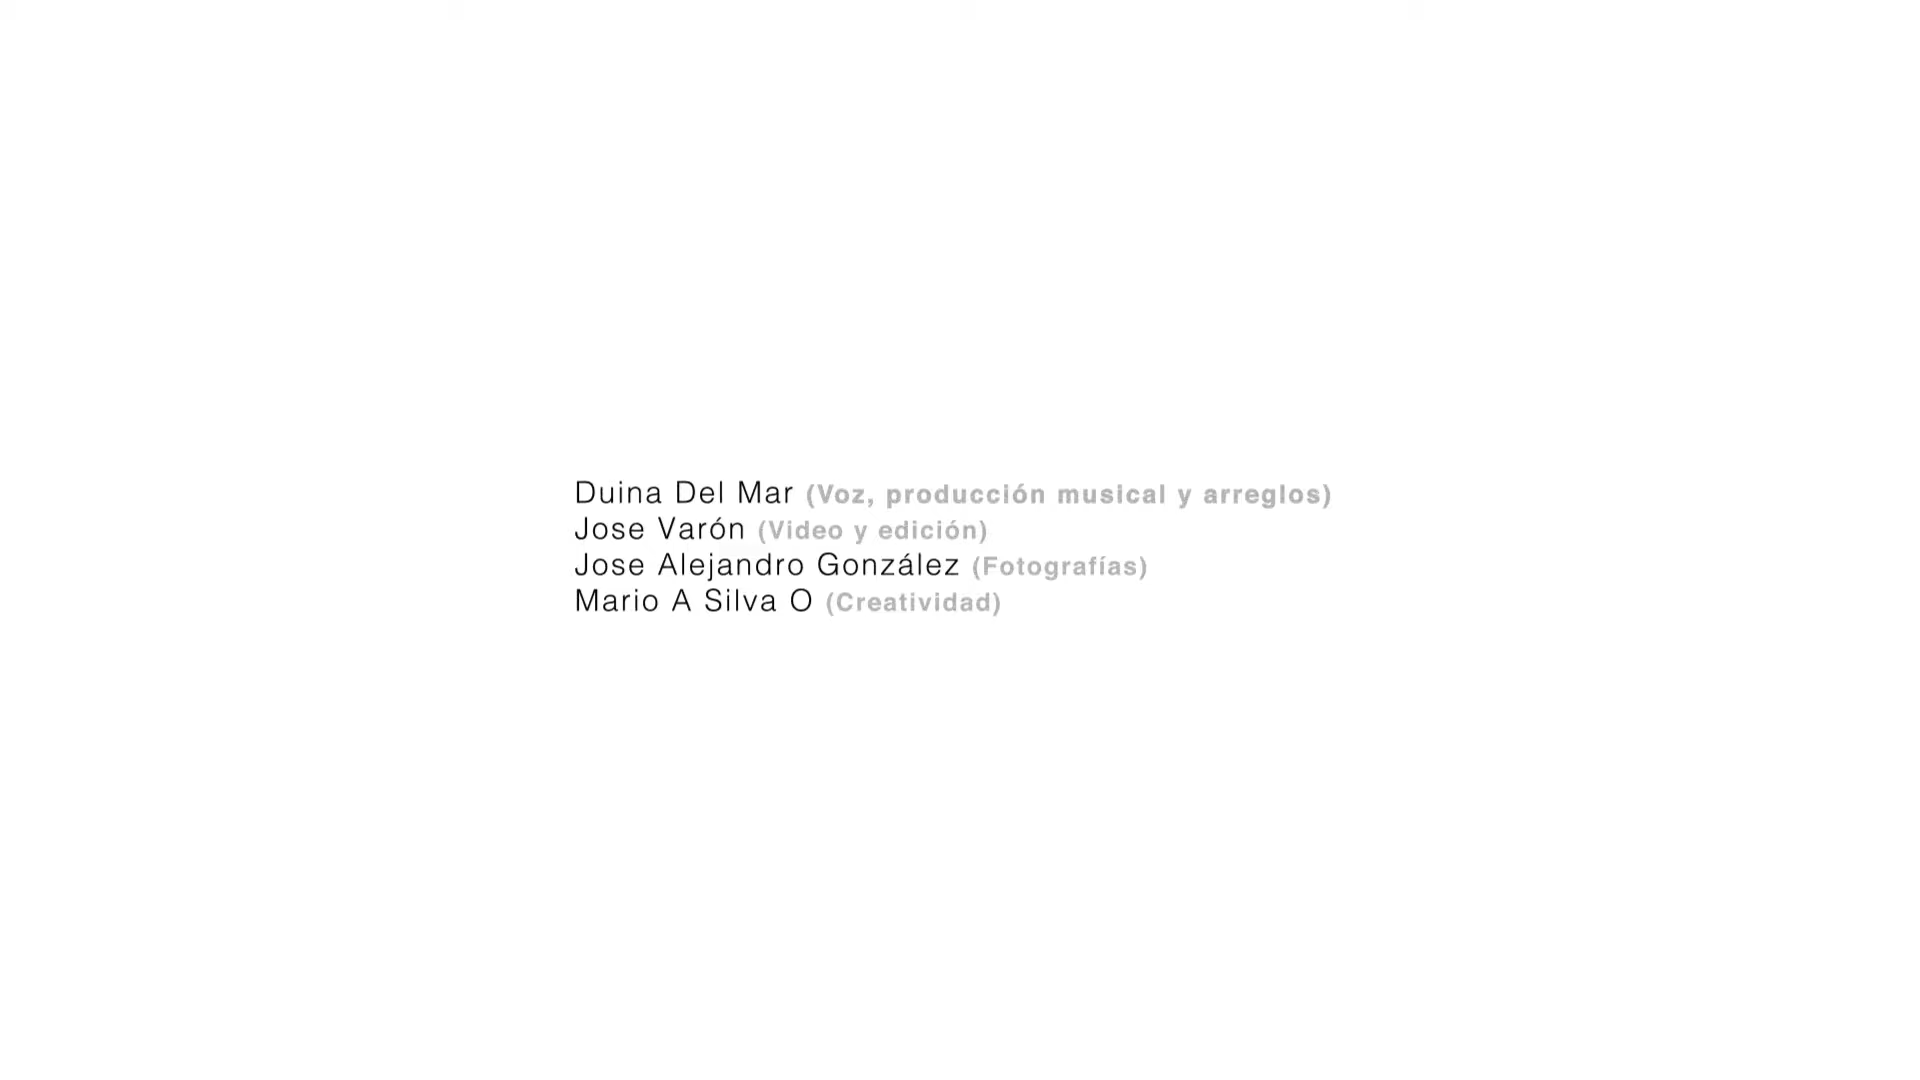 Duina Del Mar (Voz, producción musical y arreglos)
Jose Varón (Video y edición)
Jose Alejandro González (Fotografías)
Mario A Silva O (Creatividad)